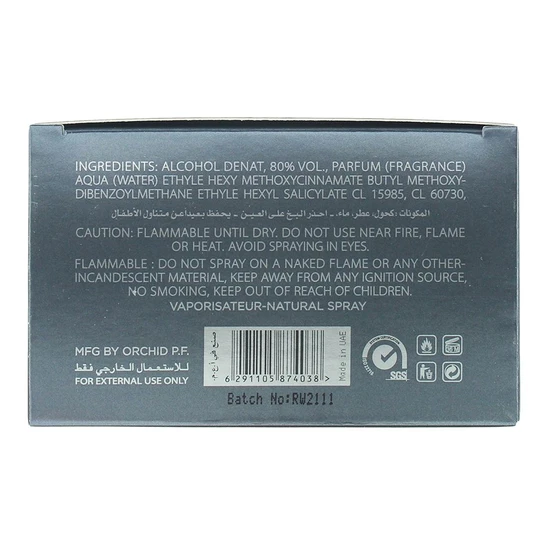 INGREDIENTS: ALCOHOL DENAT, 80% VOL., PARFUM (FRAGRANCE)
AQUA (WATER) ETHYLE HEXY METHOXYCINNAMATE BUTYL METHOXY-
DIBENZOYLMETHANE ETHYLE HEXYL SALICYLATE CL 15985, CL 60730,
المكونات: كحول، عطر، ماء. - احذر البخ على العين - يحفظ بعيدا عن متناول الأطفال
CAUTION: FLAMMABLE UNTIL DRY. DO NOT USE NEAR FIRE, FLAME
OR HEAT. AVOID SPRAYING IN EYES.
FLAMMABLE : DO NOT SPRAY ON A NAKED FLAME OR ANY OTHER-
INCANDESCENT MATERIAL, KEEP AWAY FROM ANY IGNITION SOURCE,
NO SMOKING, KEEP OUT OF REACH OF CHILDREN.
VAPORISATEUR-NATURAL SPRAY
MFG BY ORCHID P.F.
للاستعمال الخارجي فقط
FOR EXTERNAL USE ONLY
صنع في إ.ع.م.
6 291105 874038 >
Made in UAE
SGS
Batch No:RW2111